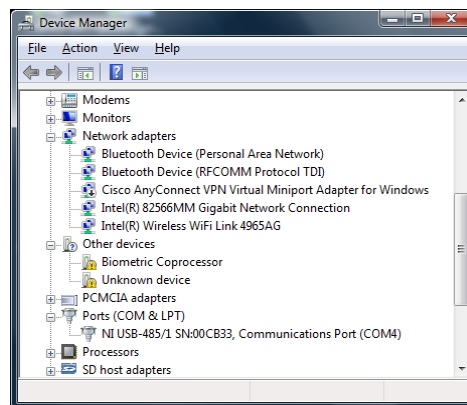 Device Manager
File Action View Help
Modems
Monitors
Network adapters
Bluetooth Device (Personal Area Network)
Bluetooth Device (RFCOMM Protocol TDI)
Cisco AnyConnect VPN Virtual Miniport Adapter for Windows
Intel(R) 82566MM Gigabit Network Connection
Intel(R) Wireless WiFi Link 4965AG
Other devices
Biometric Coprocessor
Unknown device
PCMCIA adapters
Ports (COM & LPT)
NI USB-485/1 SN:00CB33, Communications Port (COM4)
Processors
SD host adapters